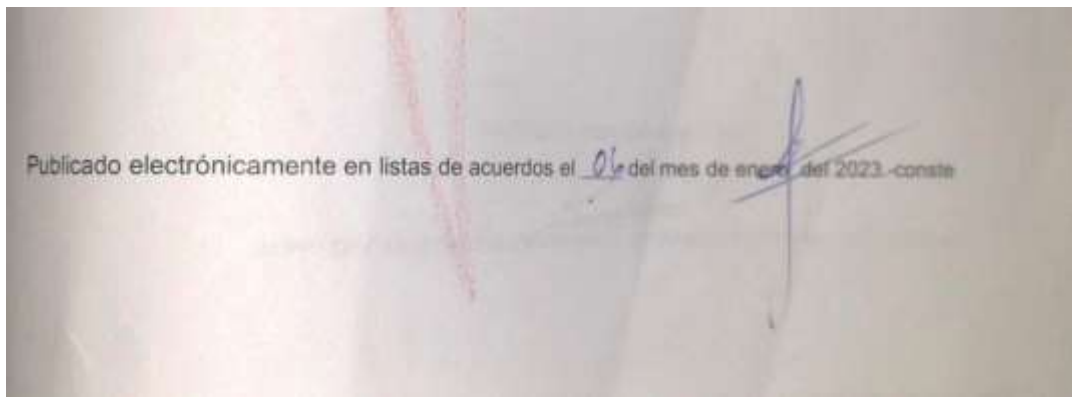 Publicado electrónicamente en listas de acuerdos el 06 del mes de enero del 2023.-conste